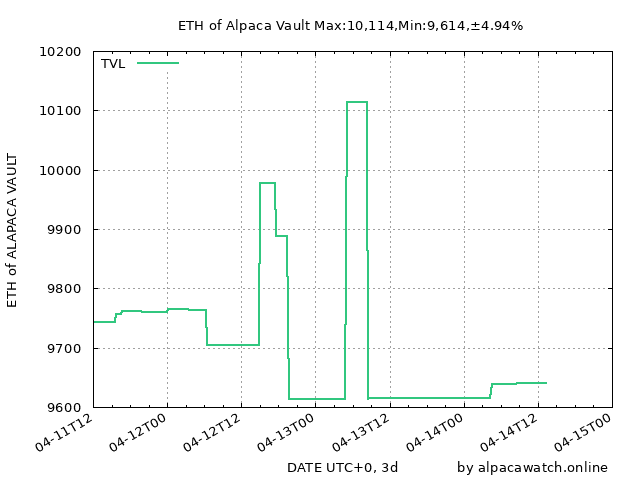 ETH of Alpaca Vault Max:10,114,Min:9,614,±4.94%
TVL
10200
10100
10000
9900
9800
9700
9600
ETH of ALAPACA VAULT
04-11T12
04-12T00
04-12T12
04-13T00
04-13T12
04-14T00
04-14T12
04-15T00
DATE UTC+0, 3d
by alpacawatch.online